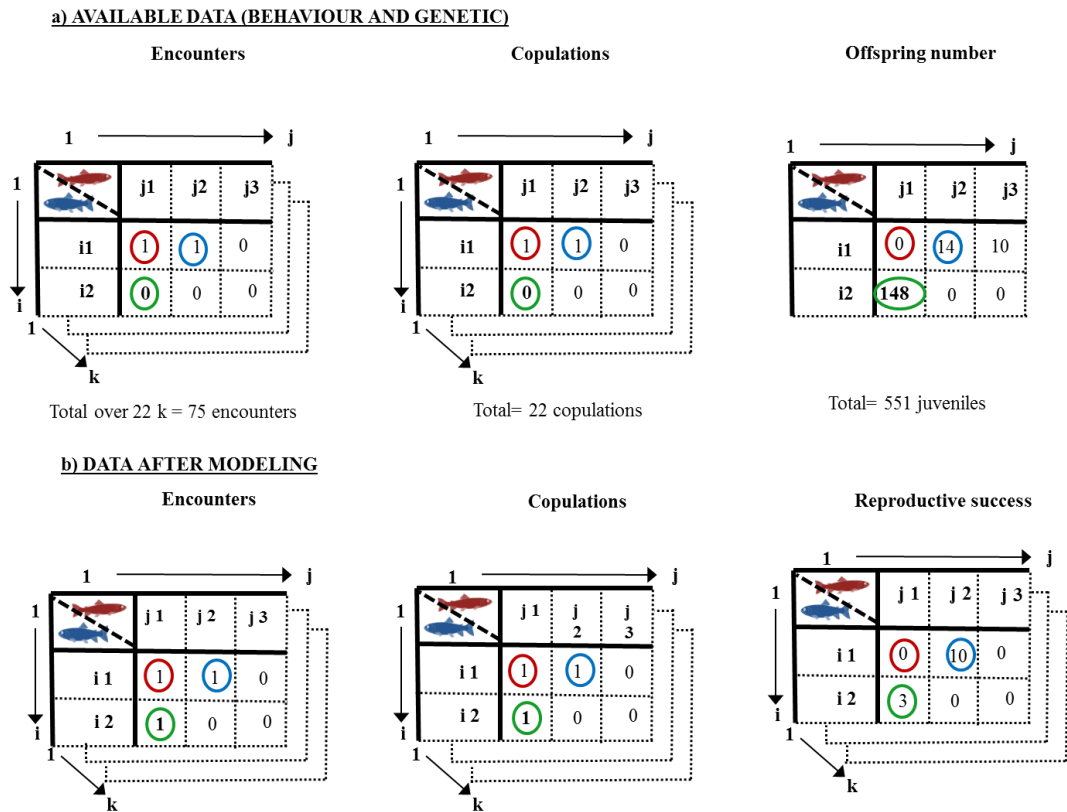 a) AVAILABLE DATA (BEHAVIOUR AND GENETIC)
Encounters
1 j
1 j1 j2 j3
i1 1 1 0
i2 0 0 0
i
1
k
Total over 22 k = 75 encounters
Copulations
1 j
1 j1 j2 j3
i1 1 1 0
i2 0 0 0
i
1
k
Total= 22 copulations
Offspring number
1 j
1 j1 j2 j3
i1 0 14 10
i2 148 0 0
i
Total= 551 juveniles
b) DATA AFTER MODELING
Encounters
1 j
1 j 1 j 2 j 3
i 1 1 1 0
i 2 1 0 0
i
1
k
Copulations
1 j
1 j 1 j j
2 3
i 1 1 1 0
i 2 1 0 0
i
1
k
Reproductive success
1 j
1 j 1 j 2 j 3
i 1 0 10 0
i 2 3 0 0
i
1
k